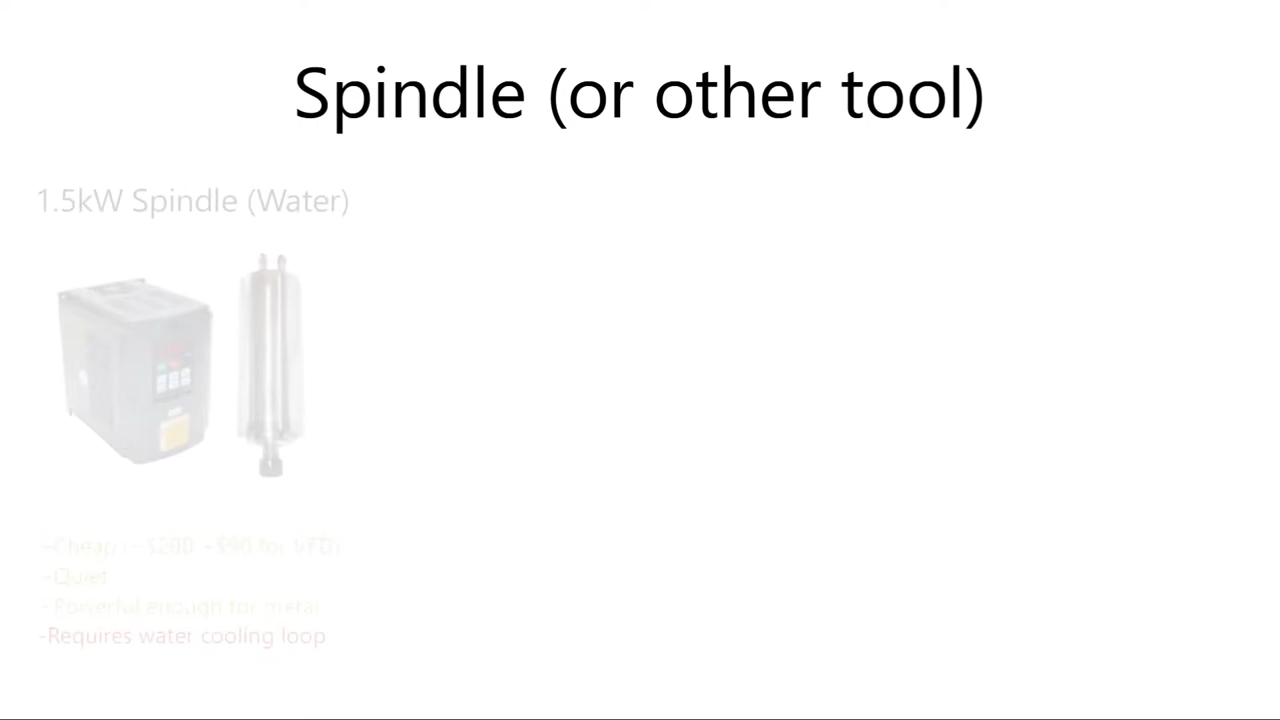 Spindle (or other tool)
1.5kW Spindle (Water)
-Cheap (~$200 +$90 for VFD)
-Quiet
-Powerful enough for metal
-Requires water cooling loop